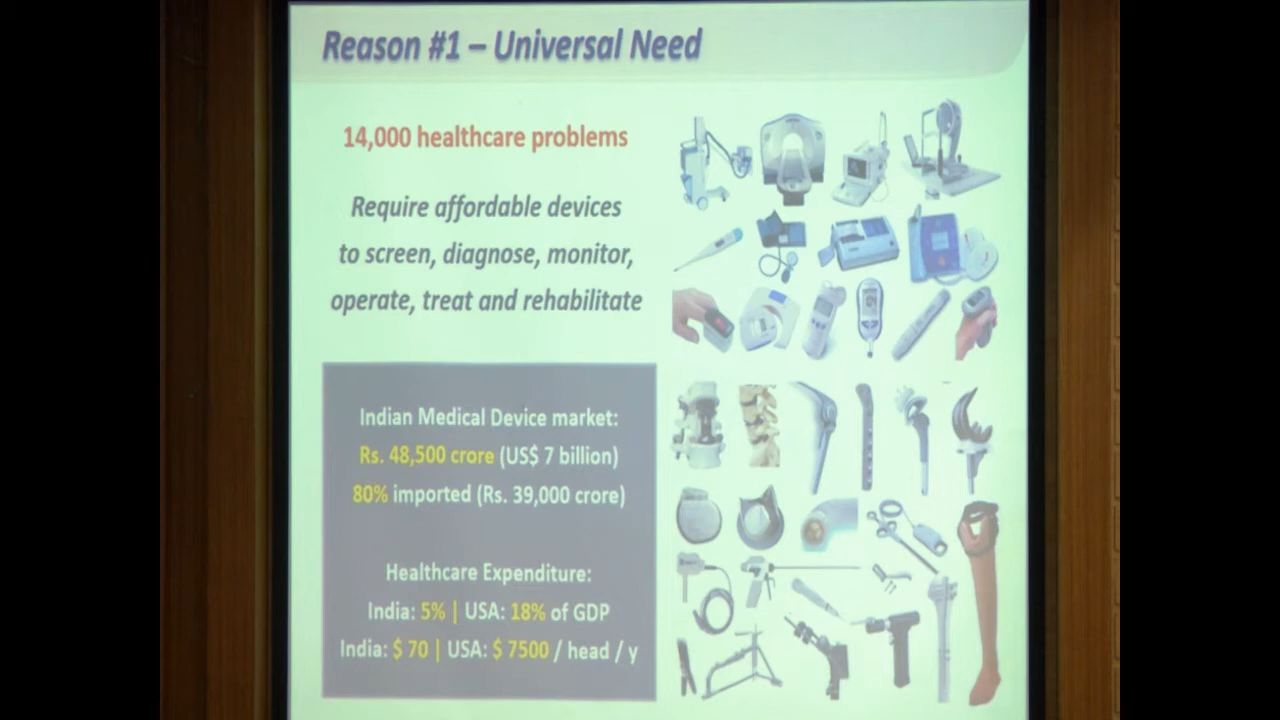 Reason #1 – Universal Need
14,000 healthcare problems
Require affordable devices
to screen, diagnose, monitor,
operate, treat and rehabilitate
Indian Medical Device market:
Rs. 48,500 crore (US$ 7 billion)
80% imported (Rs. 39,000 crore)
Healthcare Expenditure:
India: 5% | USA: 18% of GDP
India: $ 70 | USA: $ 7500 / head / y